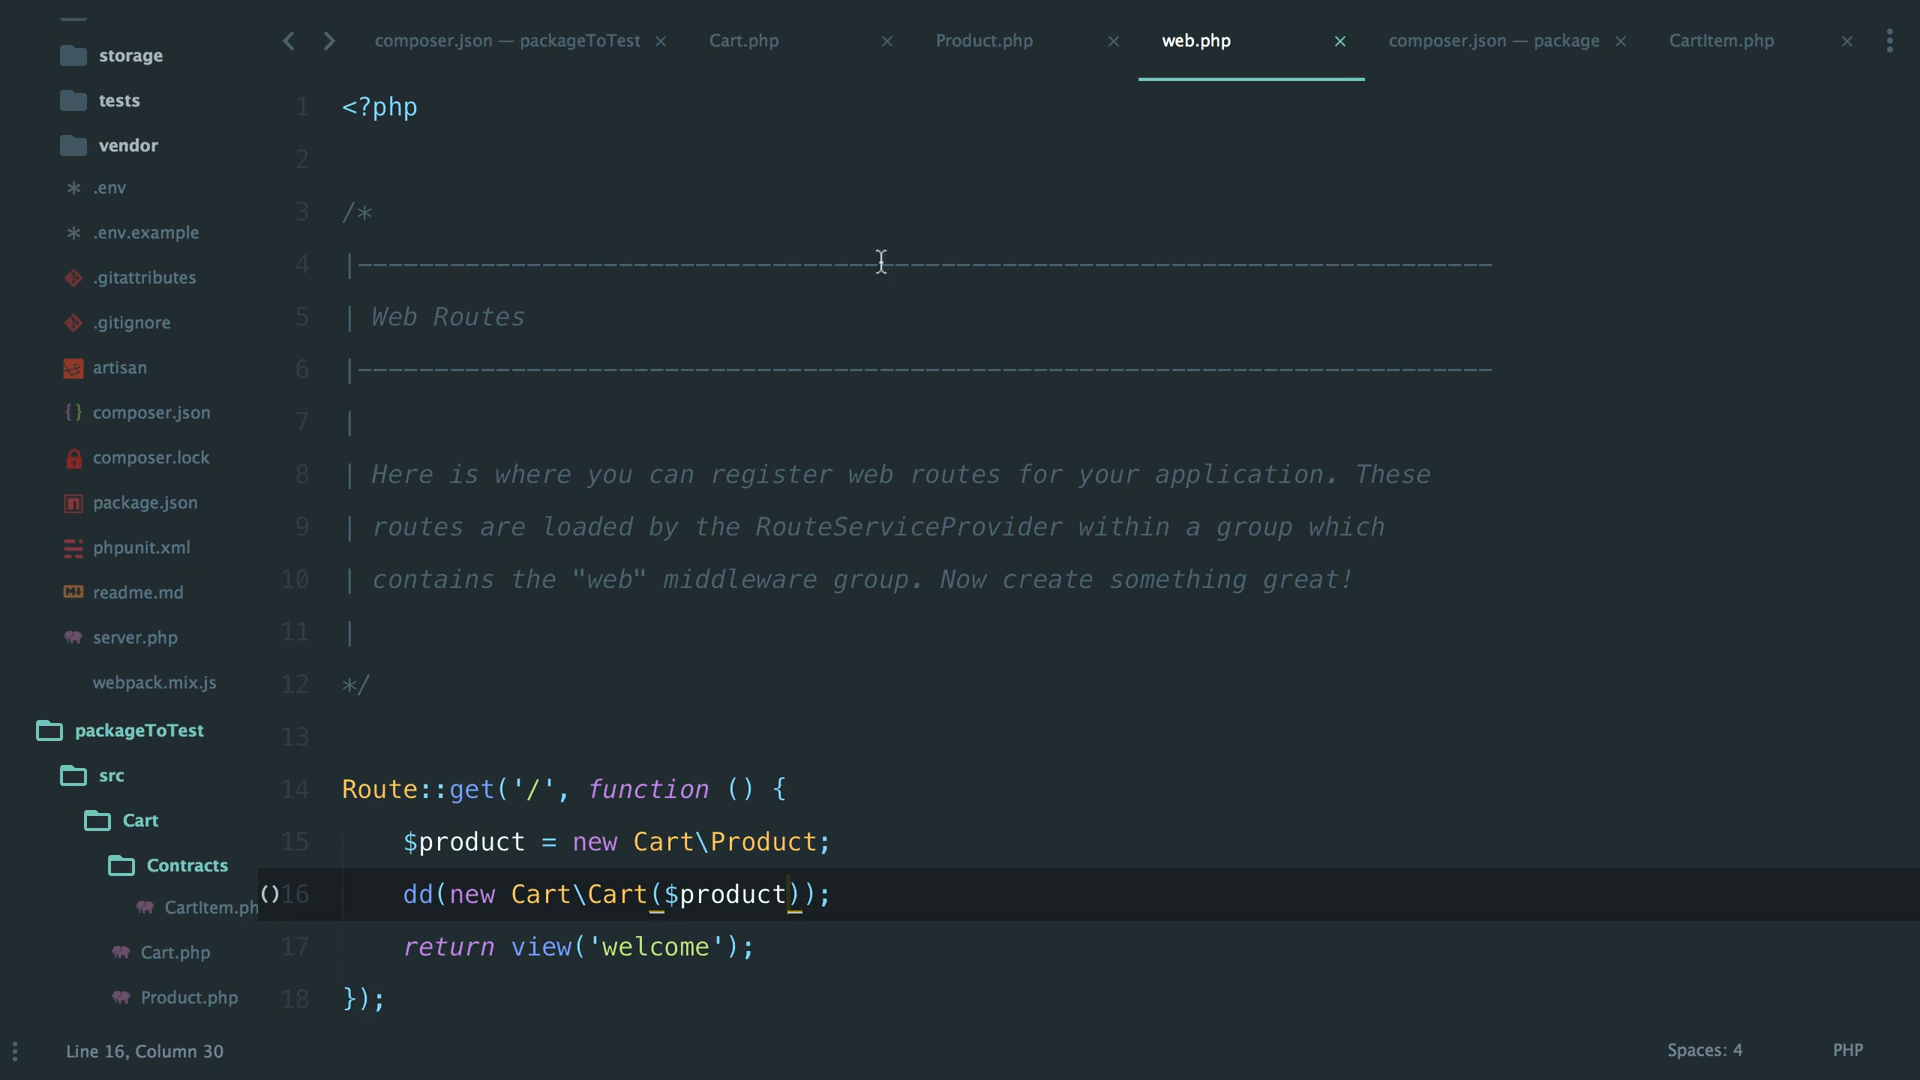 storage
tests
vendor
.env
.env.example
.gitattributes
.gitignore
artisan
composer.json
composer.lock
package.json
phpunit.xml
readme.md
server.php
webpack.mix.js
packageToTest
src
Cart
Contracts
CartItem.ph
Cart.php
Product.php
composer.json — packageToTest × Cart.php × Product.php × web.php × composer.json — package × CartItem.php ×
1 <?php
2
3 /*
4 |--------------------------------------------------------------------------
5 | Web Routes
6 |--------------------------------------------------------------------------
7 |
8 | Here is where you can register web routes for your application. These
9 | routes are loaded by the RouteServiceProvider within a group which
10 | contains the "web" middleware group. Now create something great!
11 |
12 */
13
14 Route::get('/', function () {
15 $product = new Cart\Product;
()16 dd(new Cart\Cart($product));
17 return view('welcome');
18 });
Line 16, Column 30
Spaces: 4
PHP